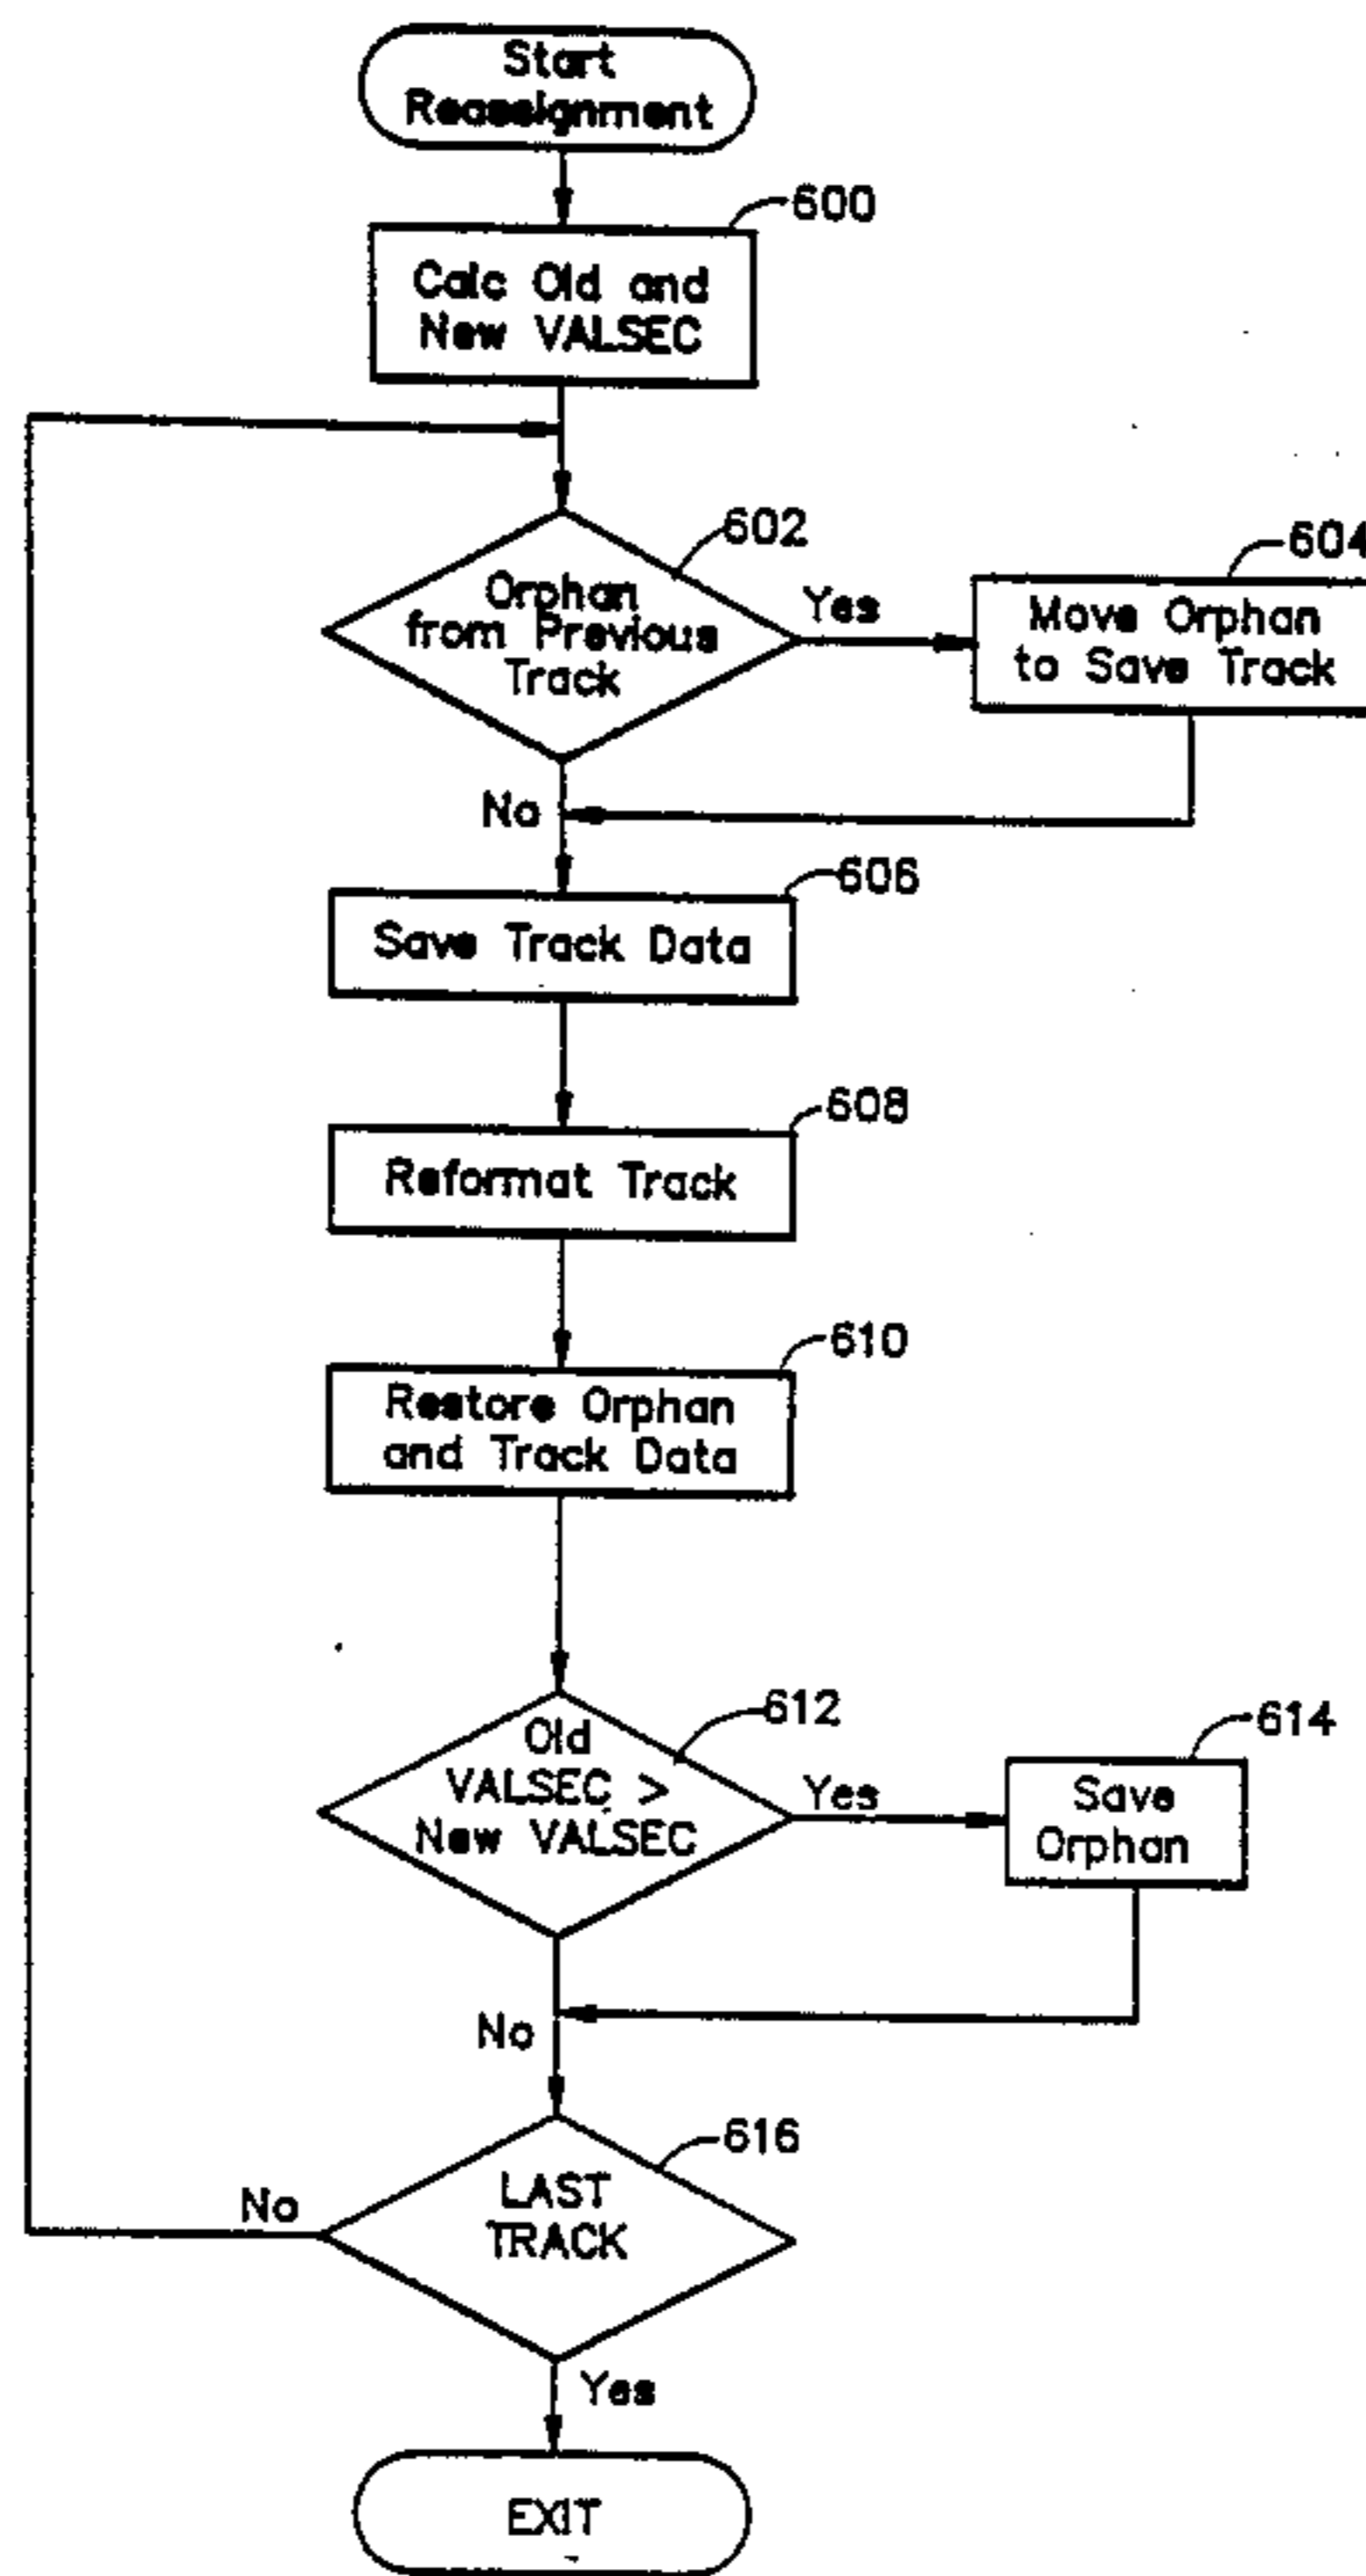 Start
Reassignment
600
Calc Old and
New VALSEC
602
Orphan
from Previous
Track
Yes
604
Move Orphan
to Save Track
No
606
Save Track Data
608
Reformat Track
610
Restore Orphan
and Track Data
612
Old
VALSEC >
New VALSEC
Yes
614
Save
Orphan
No
616
LAST
TRACK
No
Yes
EXIT